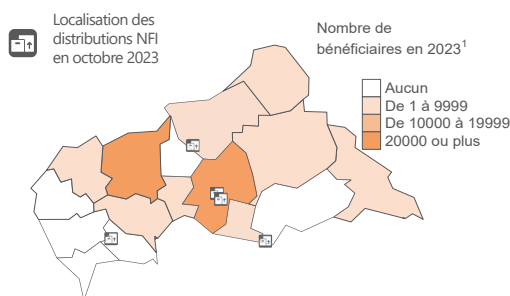 Localisation des
distributions NFI
en octobre 2023
Nombre de
bénéficiaires en 2023¹
Aucun
De 1 à 9999
De 10000 à 19999
20000 ou plus